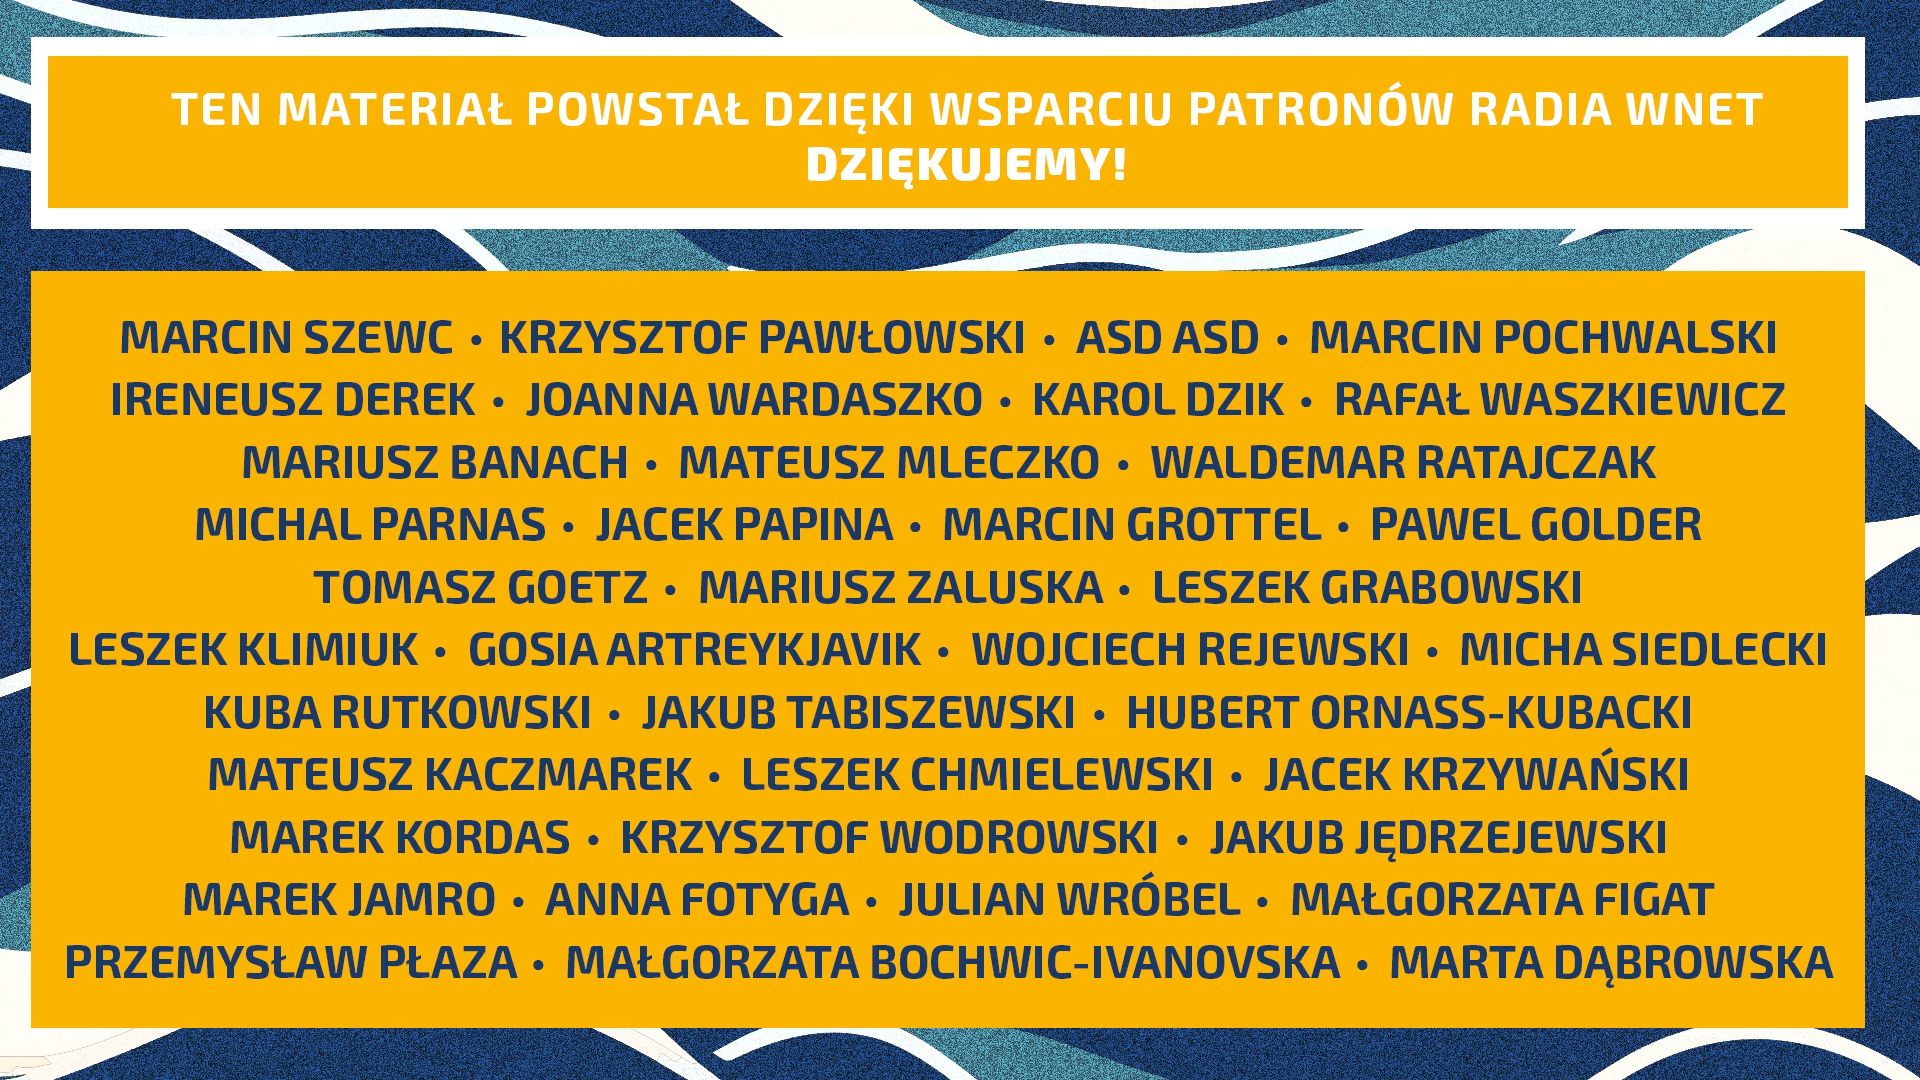 TEN MATERIAŁ POWSTAŁ DZIĘKI WSPARCIU PATRONÓW RADIA WNET
DZIĘKUJEMY!
MARCIN SZEWC • KRZYSZTOF PAWŁOWSKI • ASD ASD • MARCIN POCHWALSKI
IRENEUSZ DEREK • JOANNA WARDASZKO • KAROL DZIK • RAFAŁ WASZKIEWICZ
MARIUSZ BANACH • MATEUSZ MLECZKO • WALDEMAR RATAJCZAK
MICHAL PARNAS • JACEK PAPINA • MARCIN GROTTEL • PAWEL GOLDER
TOMASZ GOETZ • MARIUSZ ZALUSKA • LESZEK GRABOWSKI
LESZEK KLIMIUK • GOSIA ARTREYKJAVIK • WOJCIECH REJEWSKI • MICHA SIEDLECKI
KUBA RUTKOWSKI • JAKUB TABISZEWSKI • HUBERT ORNASS-KUBACKI
MATEUSZ KACZMAREK • LESZEK CHMIELEWSKI • JACEK KRZYWAŃSKI
MAREK KORDAS • KRZYSZTOF WODROWSKI • JAKUB JĘDRZEJEWSKI
MAREK JAMRO • ANNA FOTYGA • JULIAN WRÓBEL • MAŁGORZATA FIGAT
PRZEMYSŁAW PŁAZA • MAŁGORZATA BOCHWIC-IVANOVSKA • MARTA DĄBROWSKA